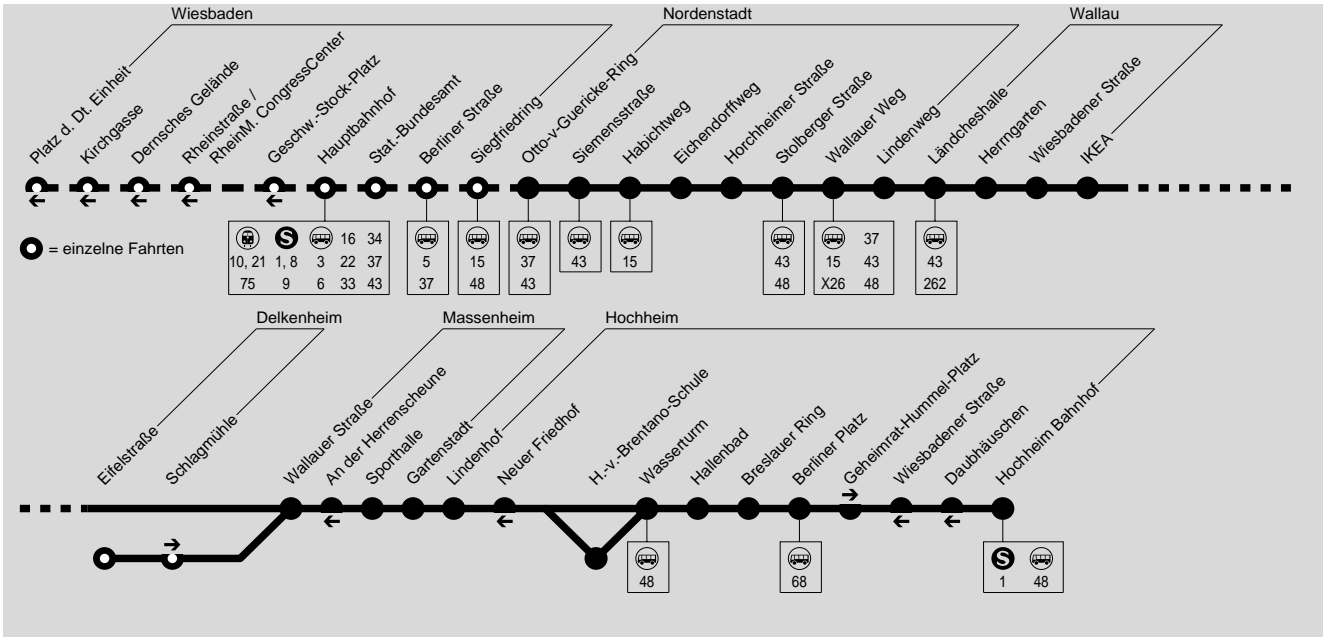 Wiesbaden
Nordenstadt
Wallau
Platz d. Dt. Einheit
Kirchgasse
Dernsches Gelände
Rheinstraße /
RheinM. CongressCenter
Geschw.-Stock-Platz
Hauptbahnhof
Stat.-Bundesamt
Berliner Straße
Siegfriedring
Otto-v-Guericke-Ring
Siemensstraße
Habichtweg
Eichendorffweg
Horchheimer Straße
Stolberger Straße
Wallauer Weg
Lindenweg
Ländcheshalle
Herrngarten
Wiesbadener Straße
IKEA
= einzelne Fahrten
S 16 34
10, 21 1, 8 3 22 37
75 9 6 33 43
5
37
15
48
37
43
43
15
43
48
37
15 43
X26 48
43
262
Delkenheim
Massenheim
Hochheim
Eifelstraße
Schlagmühle
Wallauer Straße
An der Herrenscheune
Sporthalle
Gartenstadt
Lindenhof
Neuer Friedhof
H.-v.-Brentano-Schule
Wasserturm
Hallenbad
Breslauer Ring
Berliner Platz
Geheimrat-Hummel-Platz
Wiesbadener Straße
Daubhäuschen
Hochheim Bahnhof
48
68
S
1 48